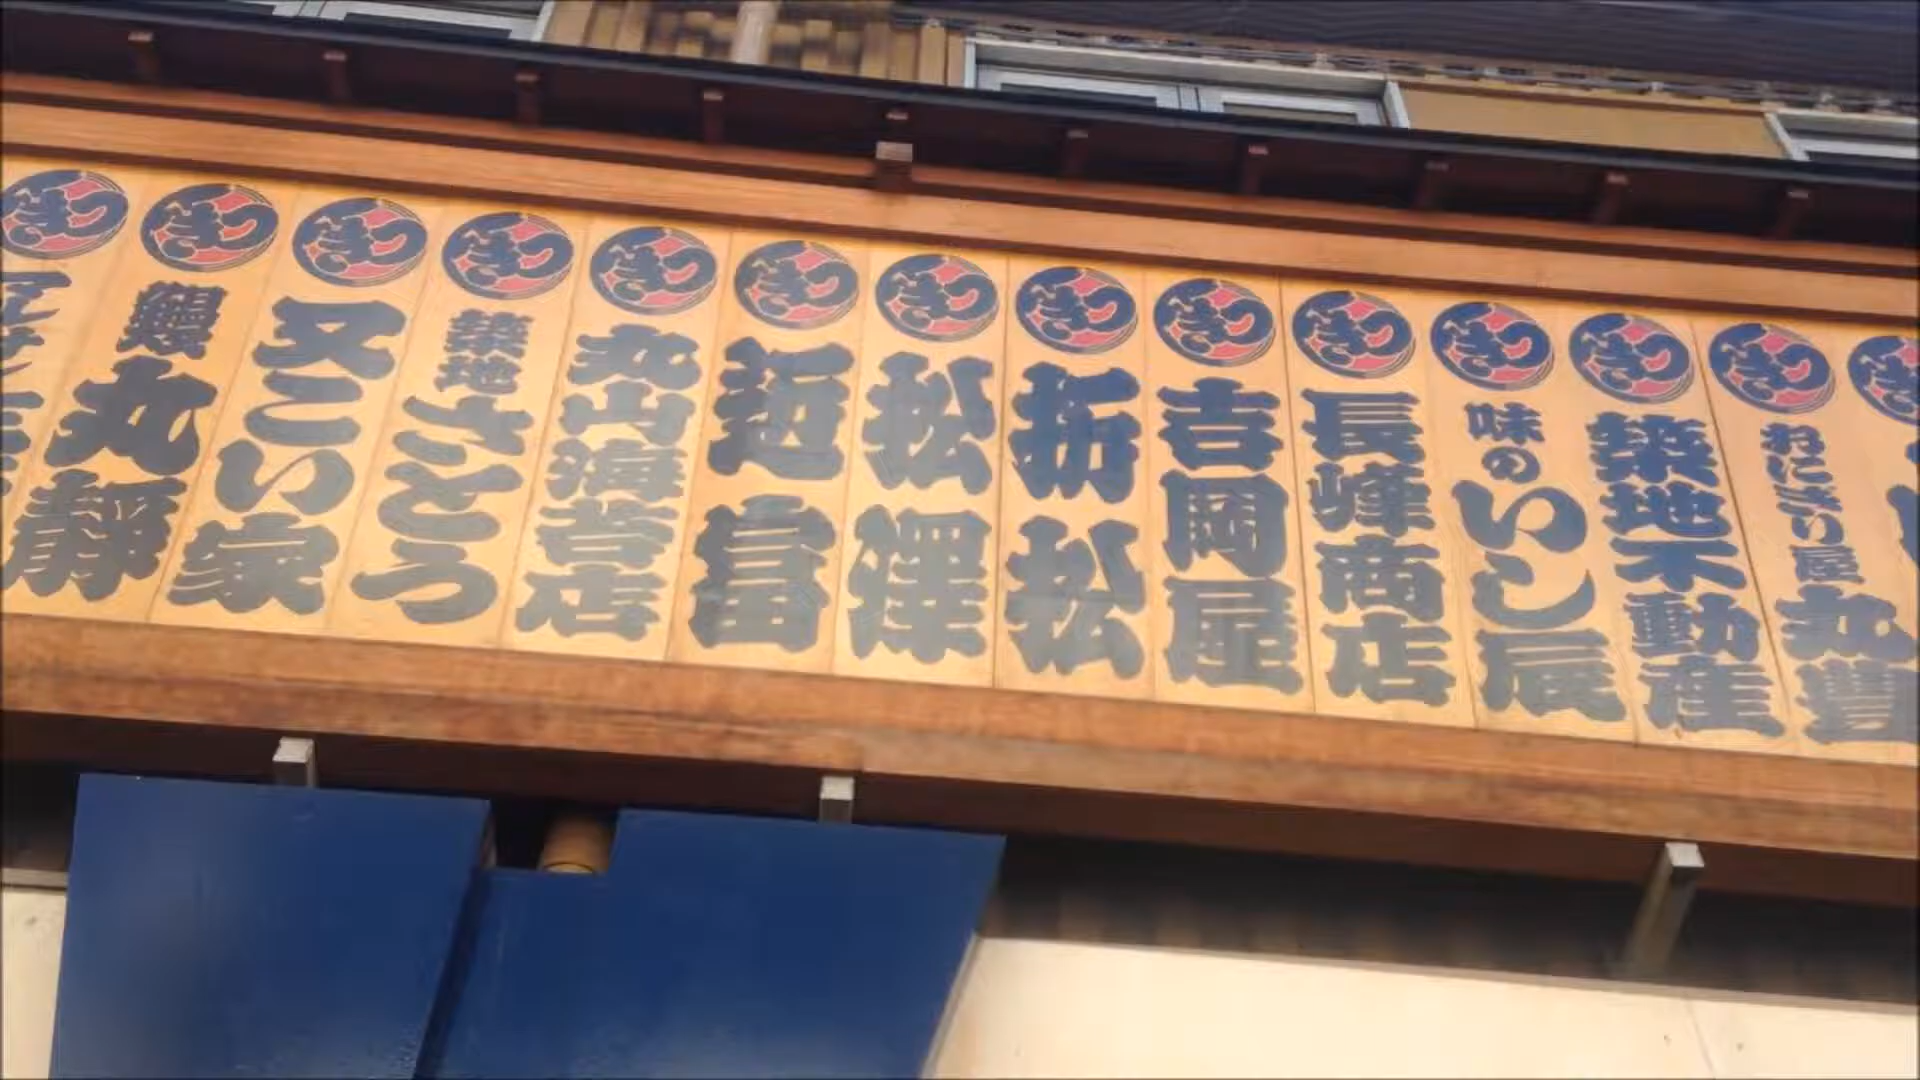 おにぎり屋丸豊
築地不動産
味のいし辰
長峰商店
吉岡屋
折松
松澤
近富
丸山海苔店
築地さとう
又こい家
鰻丸静